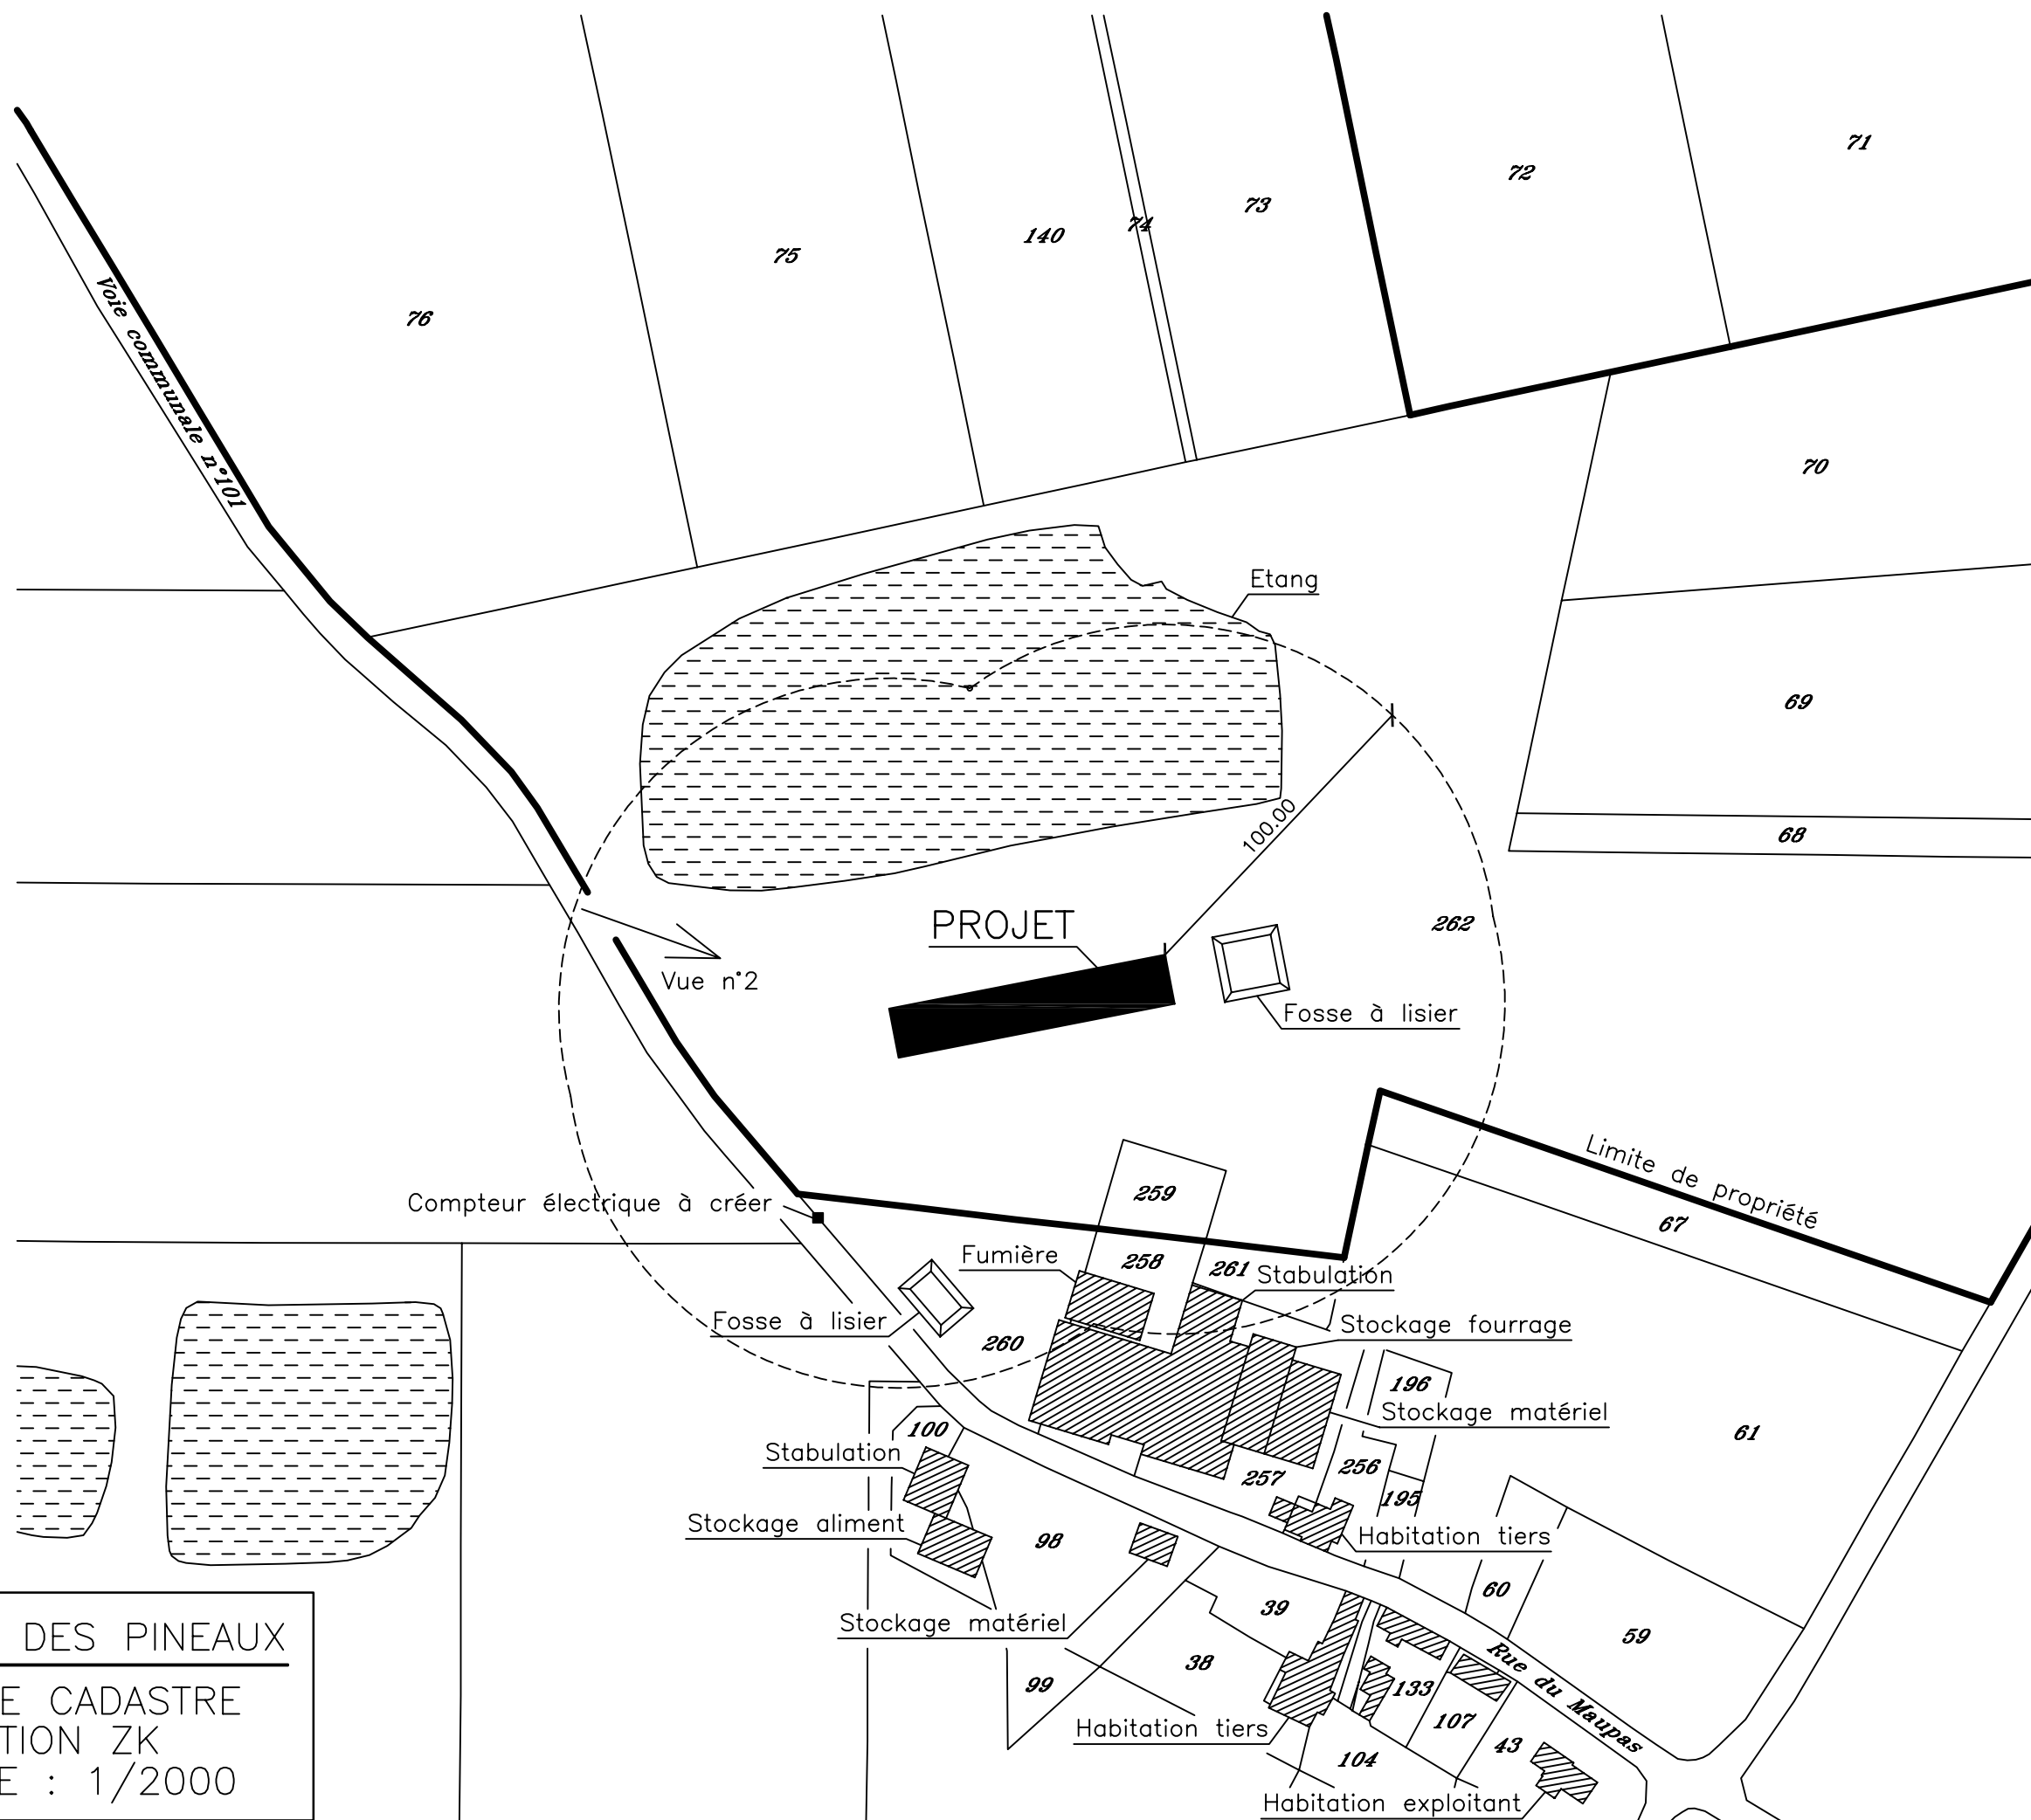 71
72
73
74
140
75
76
Voie communale n°101
70
Etang
69
100.00
68
PROJET
262
Vue n°2
Fosse à lisier
Limite de propriété
259
Compteur électrique à créer
67
Fumière
258
261
Stabulation
Fosse à lisier
260
Stockage fourrage
196
Stockage matériel
100
61
Stabulation
257
256
195
Stockage aliment
98
Habitation tiers
60
39
Stockage matériel
59
38
Rue du Maupas
99
133
107
Habitation tiers
43
104
Habitation exploitant
DES PINEAUX
E CADASTRE
TION ZK
E : 1/2000